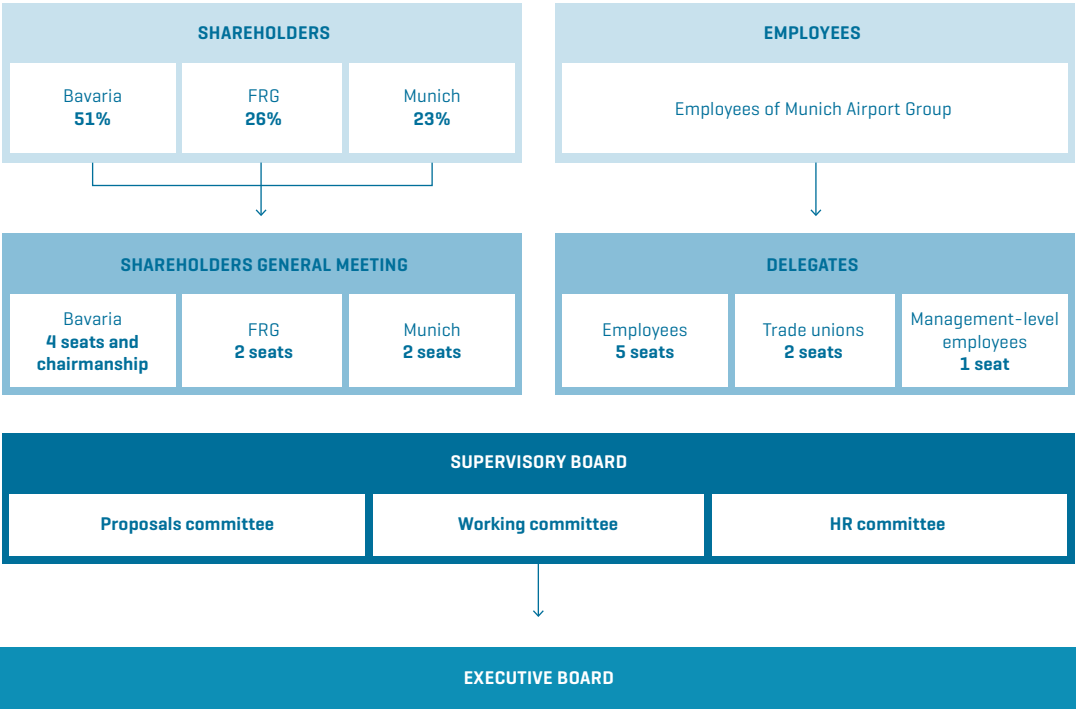 SHAREHOLDERS
Bavaria
51%
FRG
26%
Munich
23%
EMPLOYEES
Employees of Munich Airport Group
SHAREHOLDERS GENERAL MEETING
Bavaria
4 seats and
chairmanship
FRG
2 seats
Munich
2 seats
DELEGATES
Employees
5 seats
Trade unions
2 seats
Management-level
employees
1 seat
SUPERVISORY BOARD
Proposals committee
Working committee
HR committee
EXECUTIVE BOARD